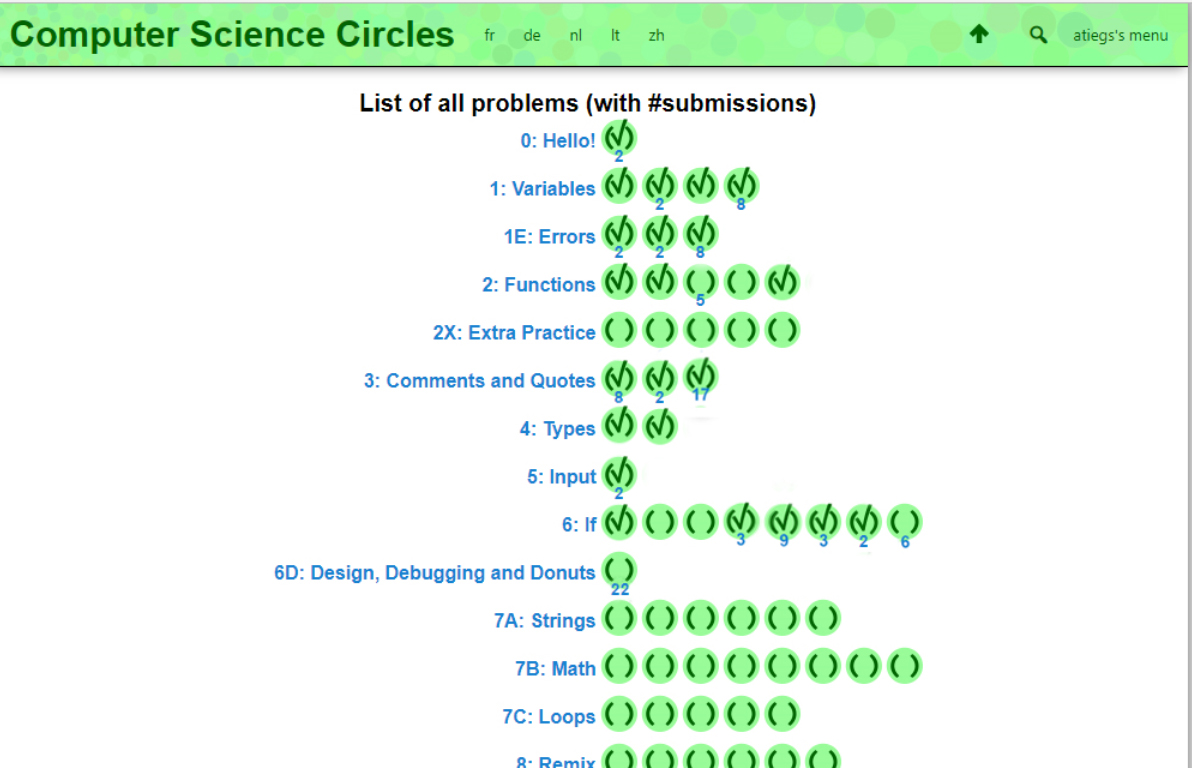 Computer Science Circles fr de nl lt zh atiegs's menu
List of all problems (with #submissions)
0: Hello!
2
1: Variables
2 8
1E: Errors
2 2 8
2: Functions
5
2X: Extra Practice
3: Comments and Quotes
8 2 17
4: Types
5: Input
2
6: If
3 9 3 2 6
6D: Design, Debugging and Donuts
22
7A: Strings
7B: Math
7C: Loops
8: Remix